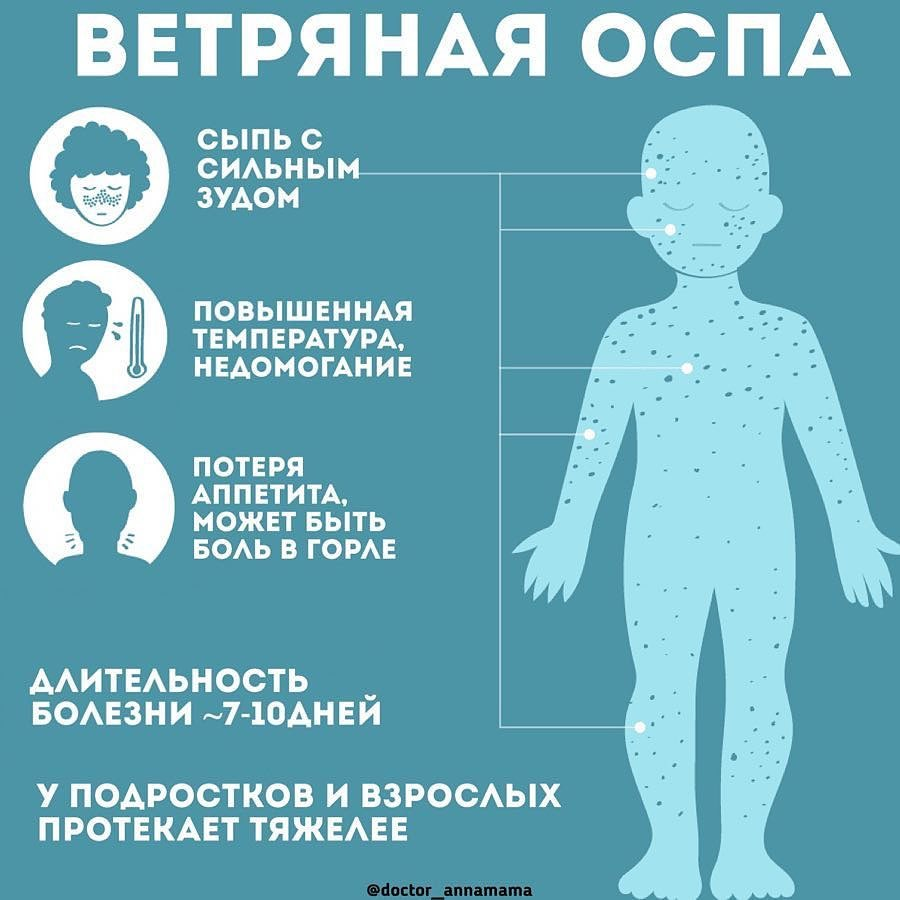 ВЕТРЯНАЯ ОСПА
СЫПЬ С
СИЛЬНЫМ
ЗУДОМ
ПОВЫШЕННАЯ
ТЕМПЕРАТУРА,
НЕДОМОГАНИЕ
ПОТЕРЯ
АППЕТИТА,
МОЖЕТ БЫТЬ
БОЛЬ В ГОРЛЕ
ДЛИТЕЛЬНОСТЬ
БОЛЕЗНИ ~7-10ДНЕЙ
У ПОДРОСТКОВ И ВЗРОСЛЫХ
ПРОТЕКАЕТ ТЯЖЕЛЕЕ
@doctor_annamama